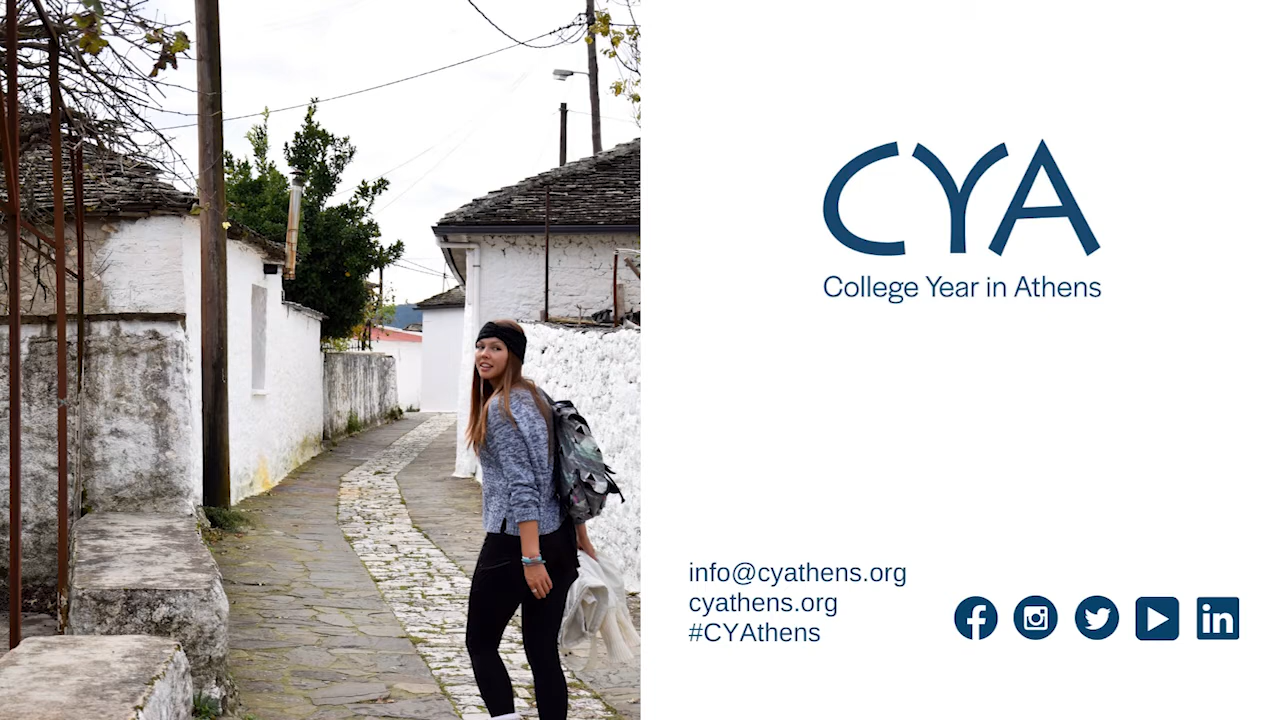 CYA
College Year in Athens
info@cyathens.org
cyathens.org
#CYAthens